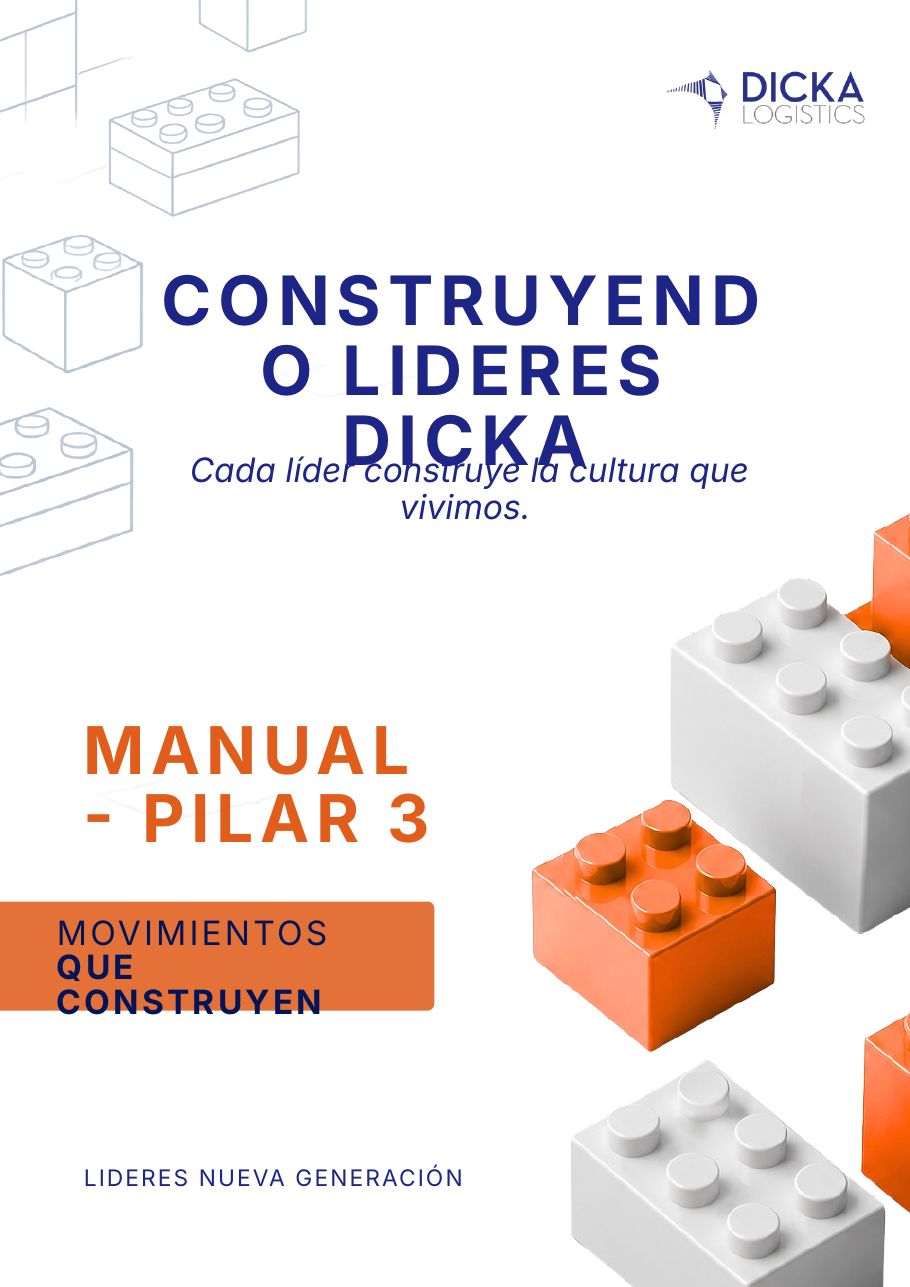 DICKA
LOGISTICS
CONSTRUYEND
O LIDERES
DICKA
Cada líder construye la cultura que
vivimos.
MANUAL
- PILAR 3
MOVIMIENTOS
QUE
CONSTRUYEN
LIDERES NUEVA GENERACIÓN